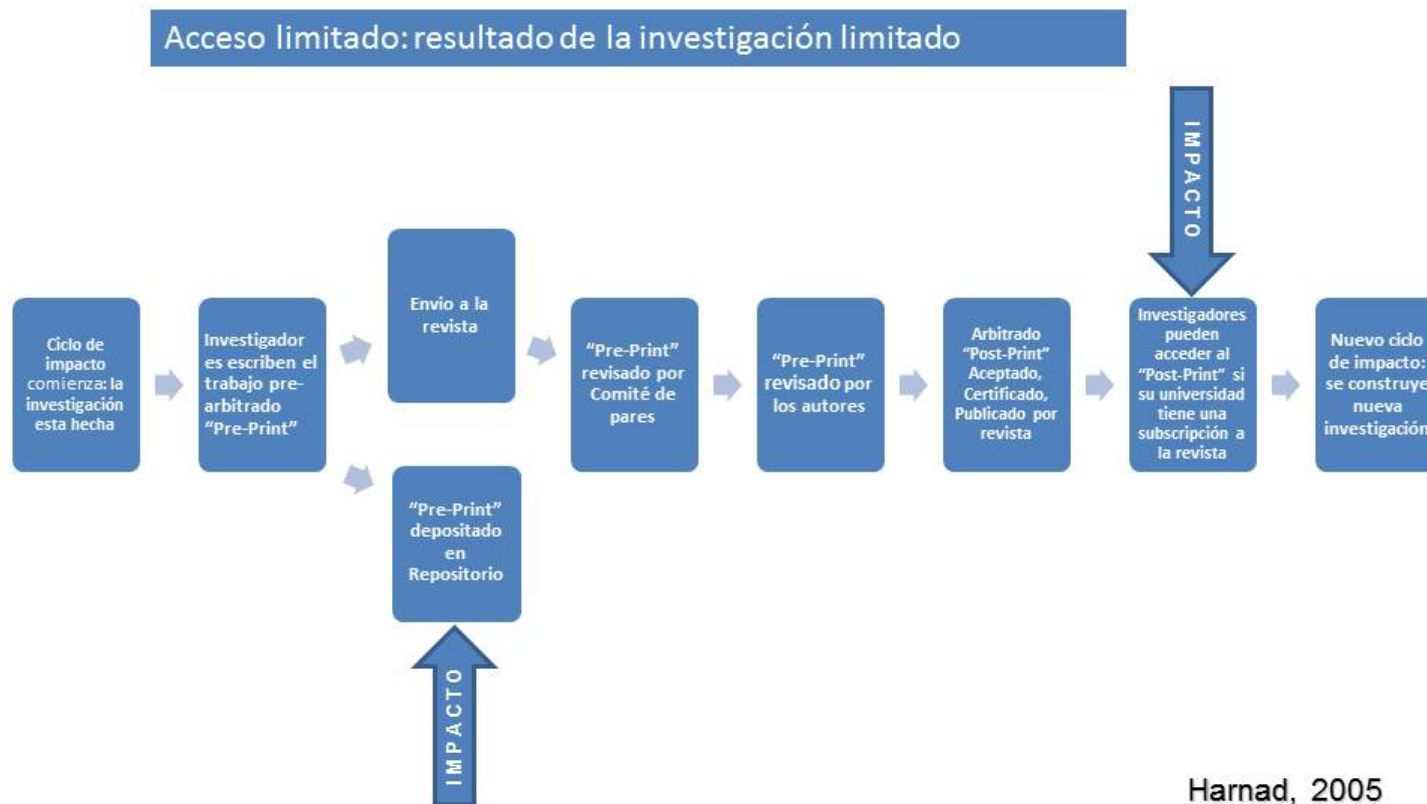 Acceso limitado: resultado de la investigación limitado
IMPACTO
Ciclo de
impacto
comienza: la
investigación
esta hecha
Investigador
es escriben el
trabajo pre-
arbitrado
“Pre-Print”
Envio a la
revista
“Pre-Print”
depositado
en
Repositorio
“Pre-Print”
revisado por
Comité de
pares
“Pre-Print”
revisado por
los autores
Arbitrado
“Post-Print”
Aceptado,
Certificado,
Publicado por
revista
Investigadores
pueden
acceder al
“Post-Print” si
su universidad
tiene una
subscripción a
la revista
Nuevo ciclo
de impacto:
se construye
nueva
investigación
IMPACTO
Harnad, 2005